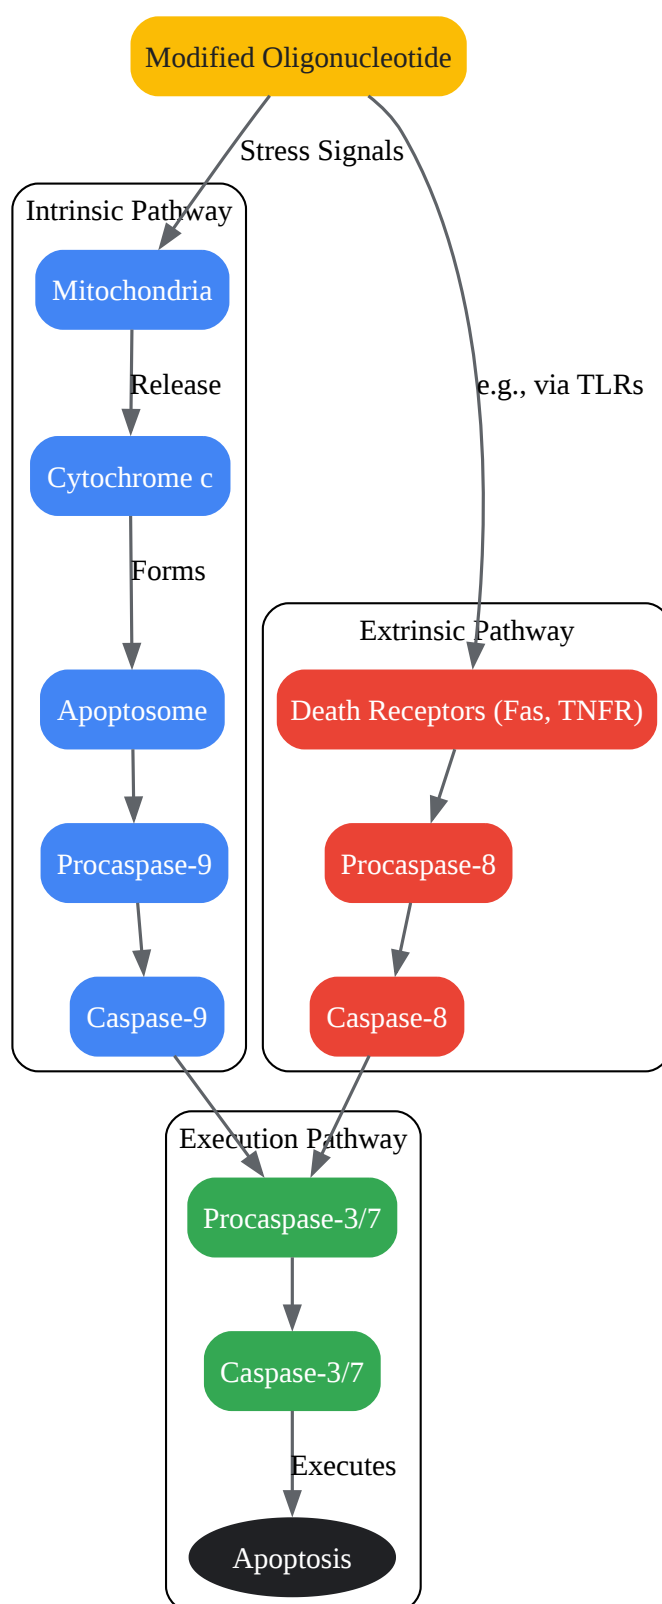 Modified Oligonucleotide
Stress Signals
Intrinsic Pathway
Mitochondria
Release
e.g., via TLRs
Cytochrome c
Forms
Extrinsic Pathway
Apoptosome
Death Receptors (Fas, TNFR)
Procaspase-9
Procaspase-8
Caspase-9
Caspase-8
Execution Pathway
Procaspase-3/7
Caspase-3/7
Executes
Apoptosis